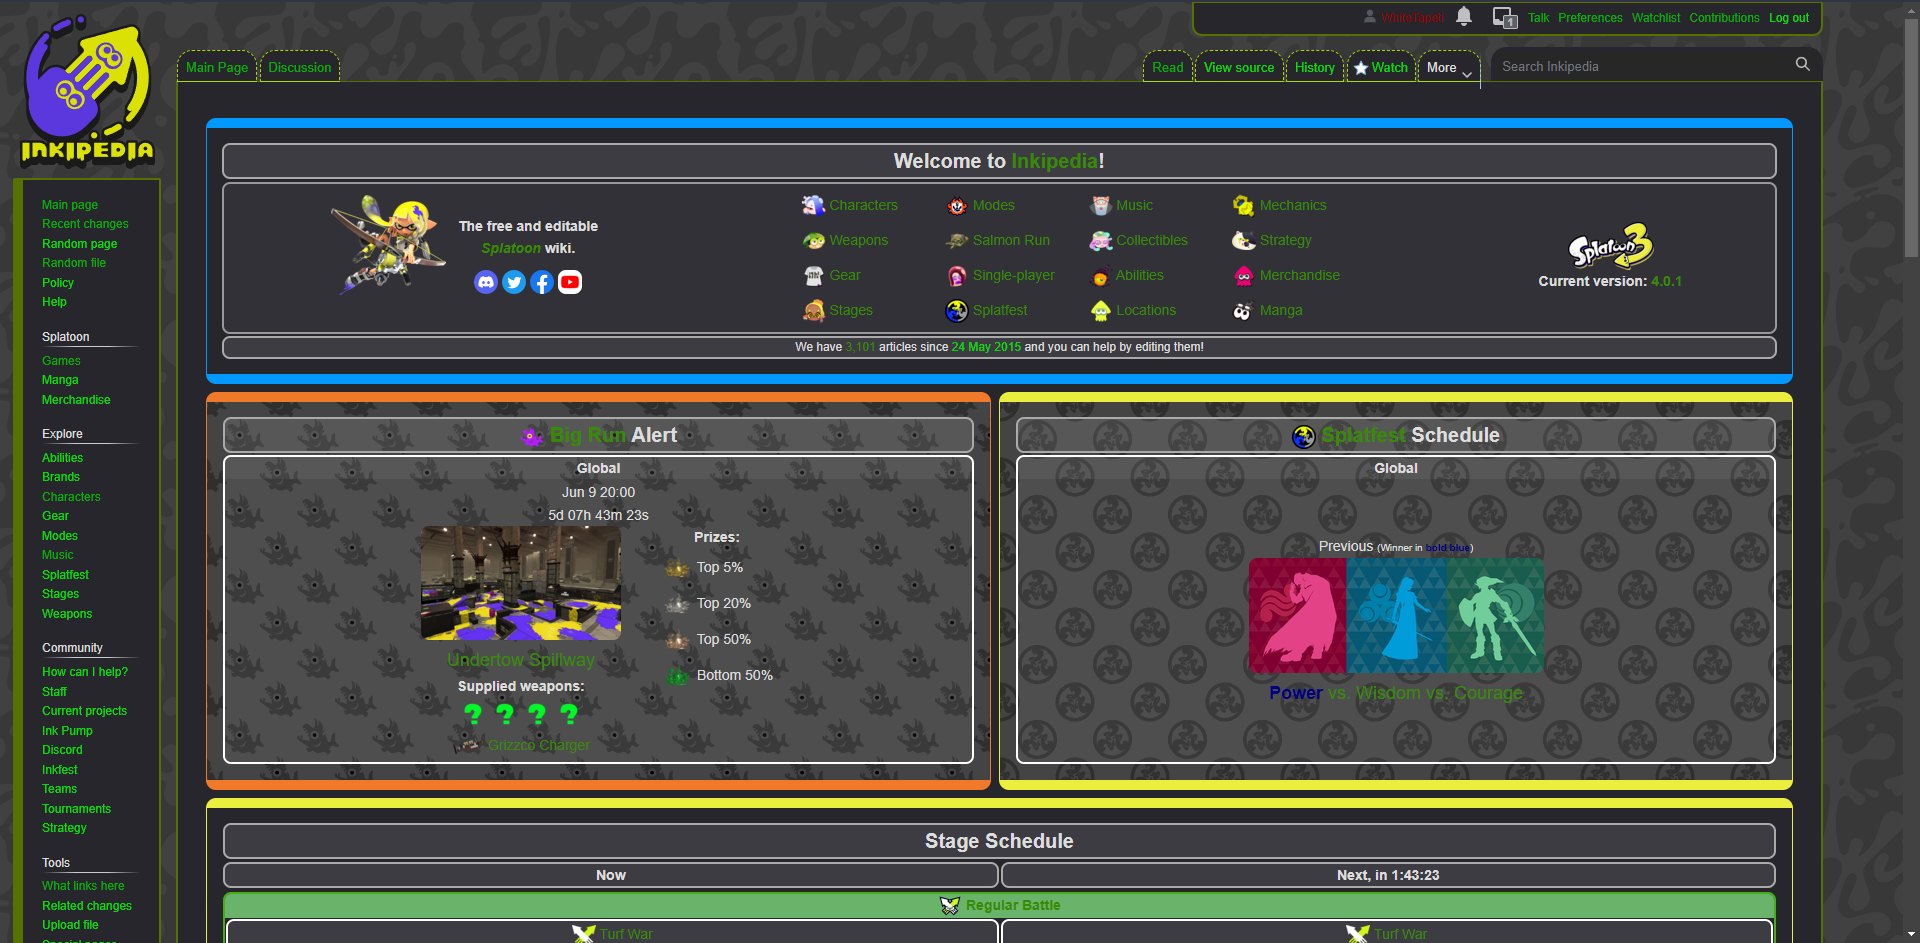 Talk Preferences Watchlist Contributions Log out
1
Main Page Discussion Read View source History Watch More Search Inkipedia
INKIPEDIA
Main page
Recent changes
Random page
Random file
Policy
Help
Splatoon
Games
Manga
Merchandise
Explore
Abilities
Brands
Characters
Gear
Modes
Music
Splatfest
Stages
Weapons
Community
How can I help?
Staff
Current projects
Ink Pump
Discord
Inkfest
Teams
Tournaments
Strategy
Tools
What links here
Related changes
Upload file
Welcome to Inkipedia!
The free and editable
Splatoon wiki.
Characters Modes Music Mechanics
Weapons Salmon Run Collectibles Strategy
Gear Single-player Abilities Merchandise
Stages Splatfest Locations Manga
Splatoon 3
Current version: 4.0.1
We have 3,101 articles since 24 May 2015 and you can help by editing them!
Big Run Alert
Global
Jun 9 20:00
5d 07h 43m 23s
Undertow Spillway
Supplied weapons:
? ? ? ?
Grizzco Charger
Prizes:
Top 5%
Top 20%
Top 50%
Bottom 50%
Splatfest Schedule
Global
Previous (Winner in bold blue)
Power vs. Wisdom vs. Courage
Stage Schedule
Now Next, in 1:43:23
Regular Battle
Turf War Turf War